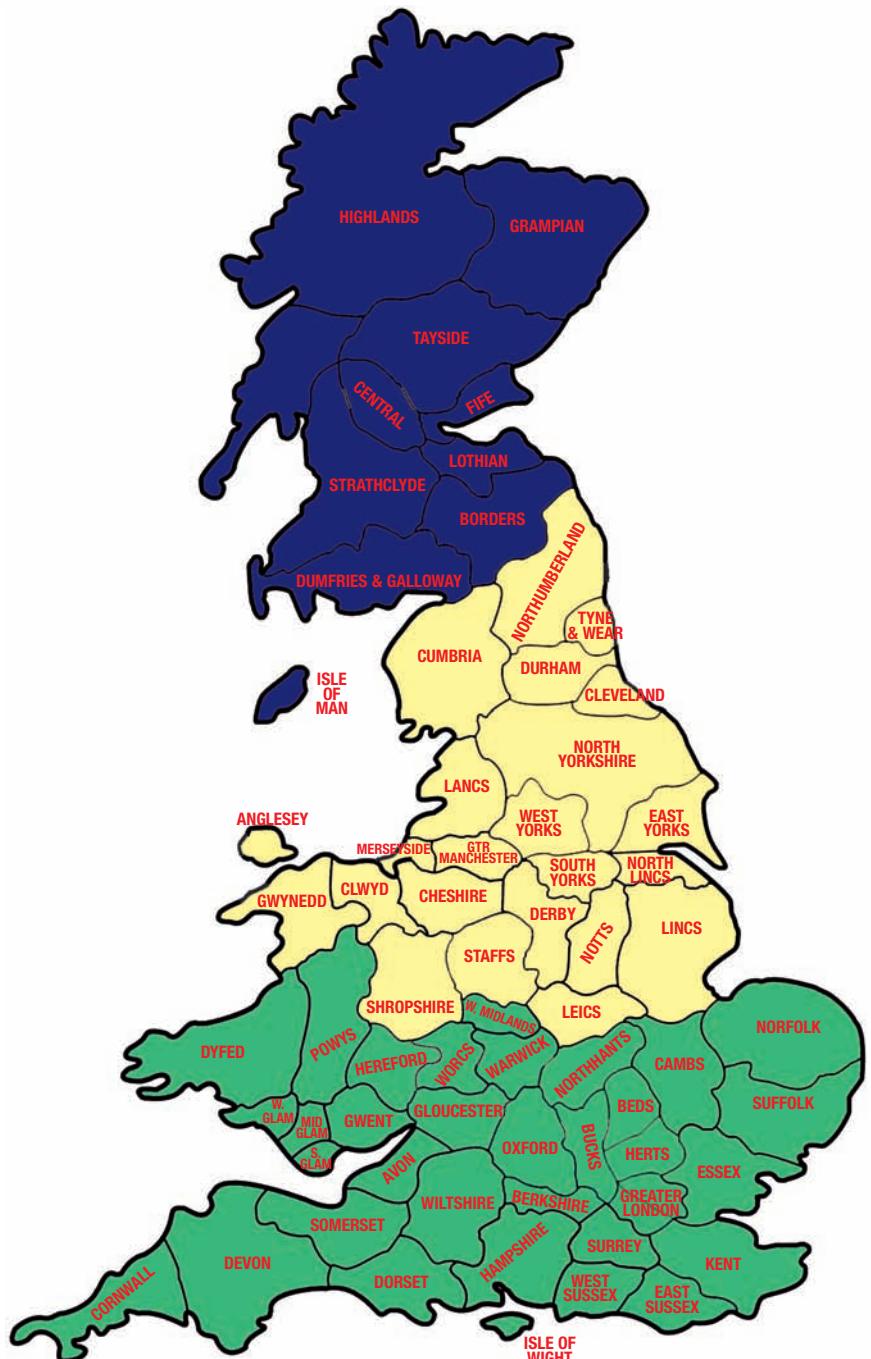 HIGHLANDS
GRAMPIAN
TAYSIDE
CENTRAL
FIFE
LOTHIAN
STRATHCLYDE
BORDERS
DUMFRIES & GALLOWAY
NORTHUMBERLAND
TYNE
& WEAR
CUMBRIA
DURHAM
CLEVELAND
ISLE
OF
MAN
NORTH
YORKSHIRE
LANCS
WEST
YORKS
EAST
YORKS
ANGLESEY
MERSEYSIDE
GTR
MANCHESTER
SOUTH
YORKS
NORTH
LINCS
GWYNEDD
CLWYD
CHESHIRE
DERBY
NOTTS
LINCS
STAFFS
SHROPSHIRE
W. MIDLANDS
LEICS
NORFOLK
DYFED
POWYS
HEREFORD
WORCS
WARWICK
NORTHHANTS
CAMBS
SUFFOLK
W.
GLAM
MID
GLAM
S.
GLAM
GWENT
GLOUCESTER
OXFORD
BUCKS
BEDS
HERTS
ESSEX
AVON
WILTSHIRE
BERKSHIRE
GREATER
LONDON
SOMERSET
HAMPSHIRE
SURREY
KENT
CORNWALL
DEVON
DORSET
WEST
SUSSEX
EAST
SUSSEX
ISLE OF
WIGHT